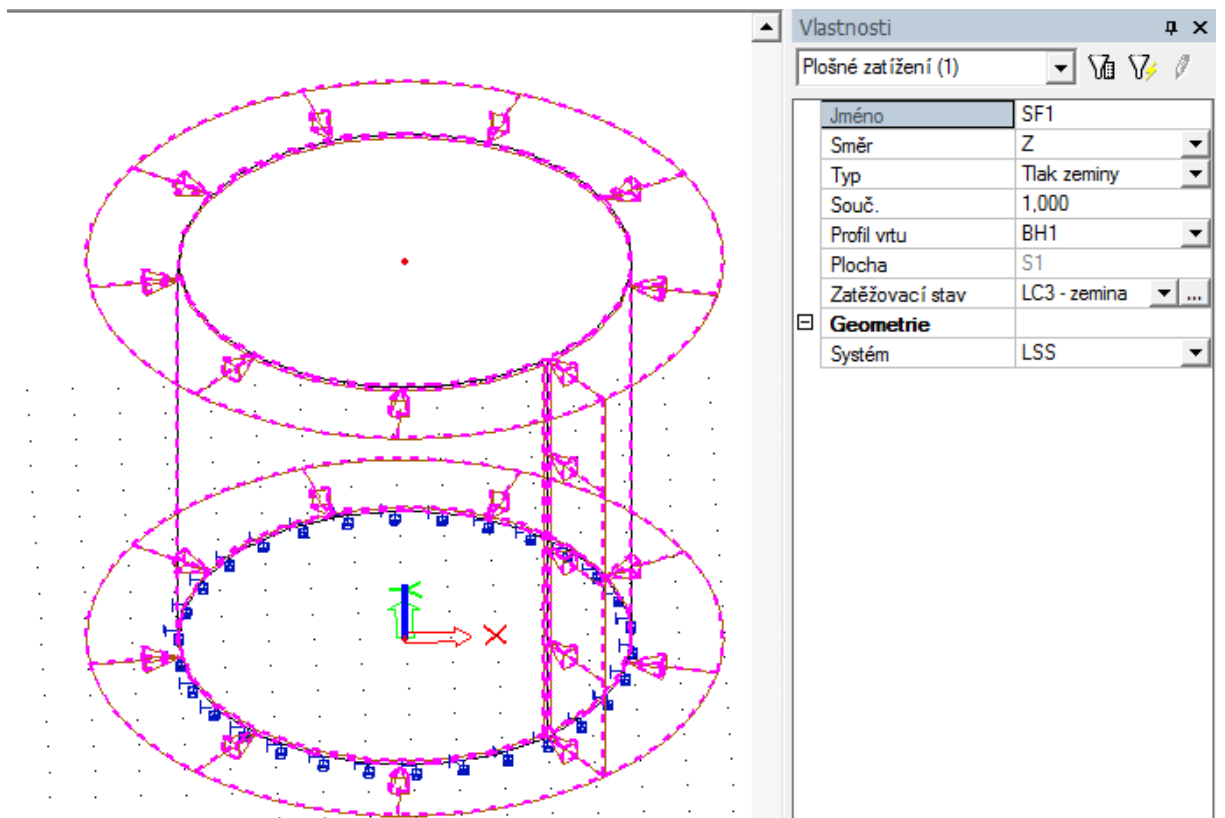 Vlastnosti
Plošné zatížení (1)
Jméno SF1
Směr Z
Typ Tlak zeminy
Souč. 1,000
Profil vrtu BH1
Plocha S1
Zatěžovací stav LC3 - zemina ...
Geometrie
Systém LSS
X